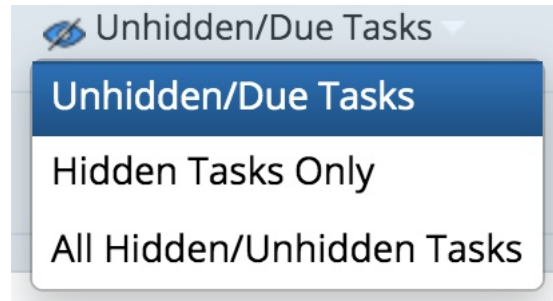 Unhidden/Due Tasks
Unhidden/Due Tasks
Hidden Tasks Only
All Hidden/Unhidden Tasks